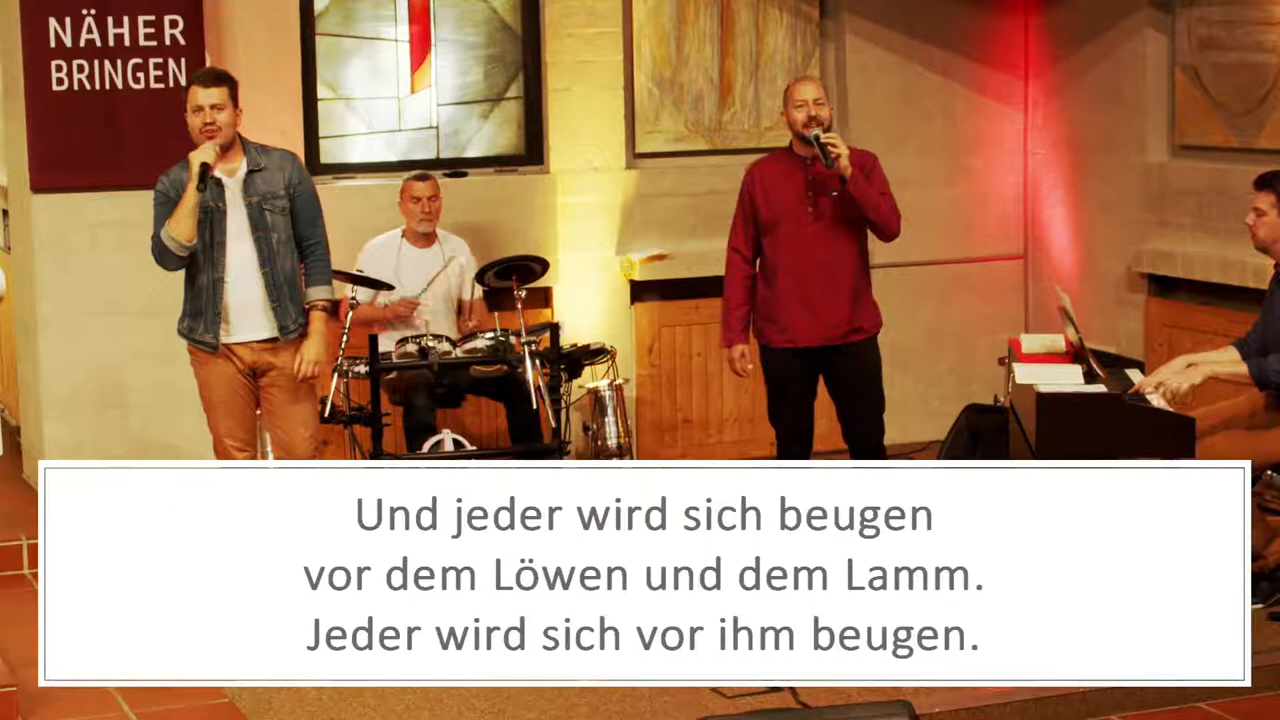 NÄHER
BRINGEN
Und jeder wird sich beugen
vor dem Löwen und dem Lamm.
Jeder wird sich vor ihm beugen.